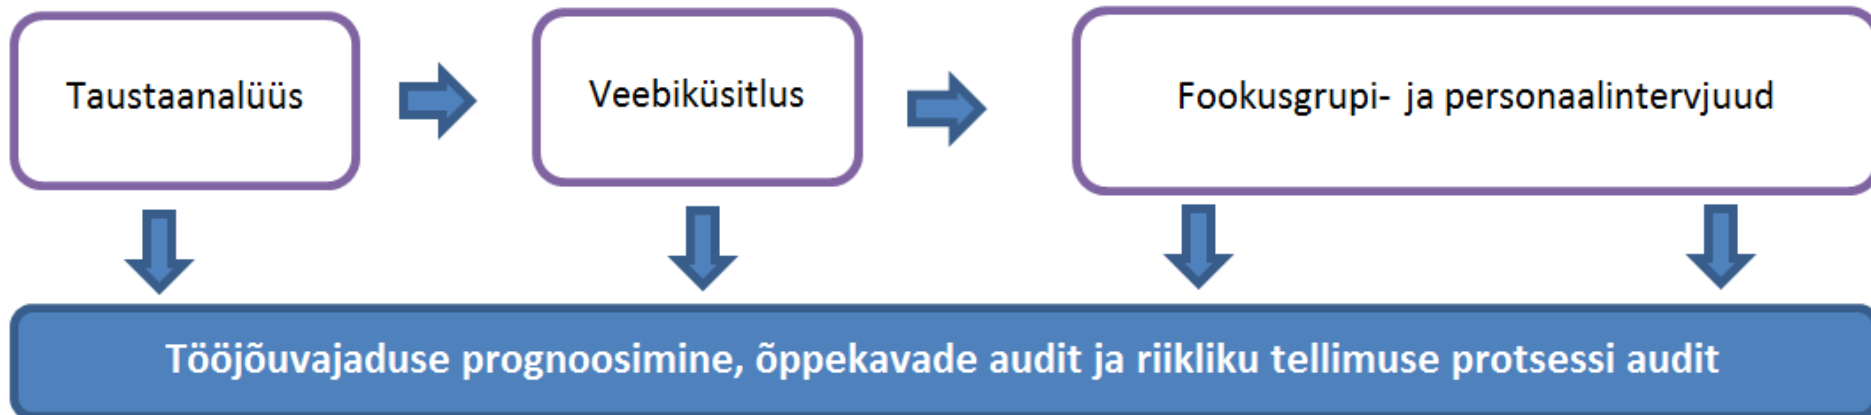 Taustaanalüüs
Veebiküsitlus
Fookusgrupi- ja personaalintervjuud
Tööjõuvajaduse prognoosimine, õppekavade audit ja riikliku tellimuse protsessi audit